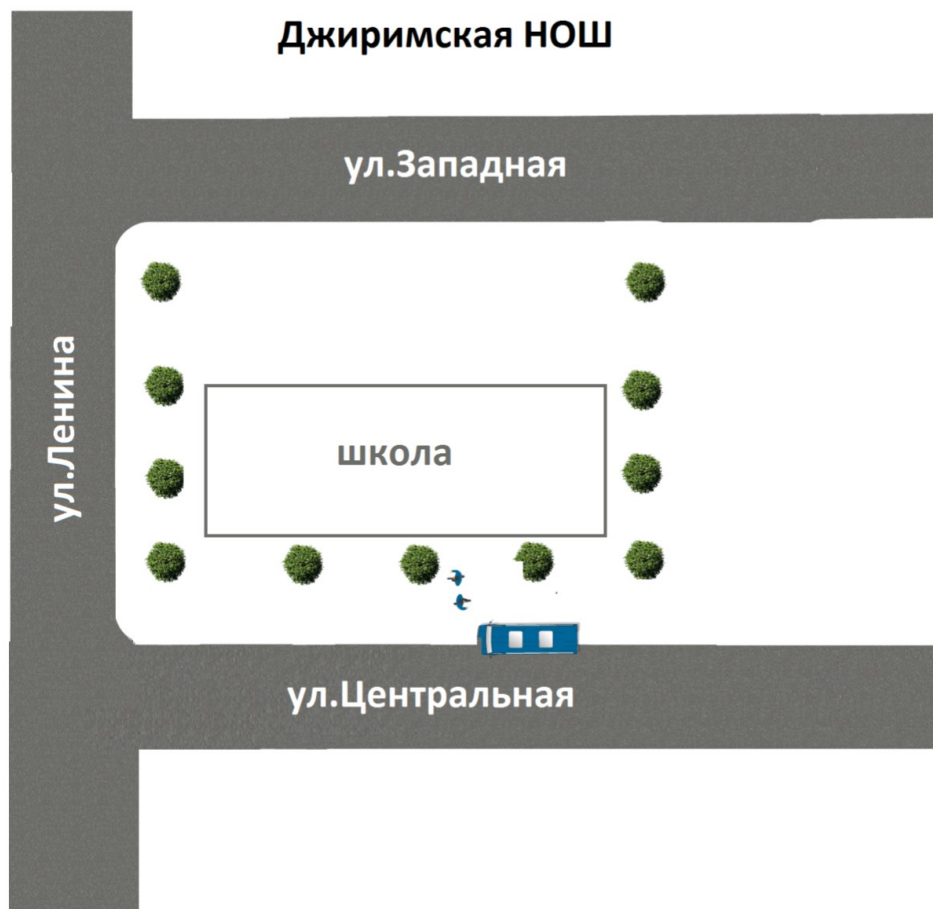 Джиримская НОШ
ул.Западная
ул.Ленина
школа
ул.Центральная